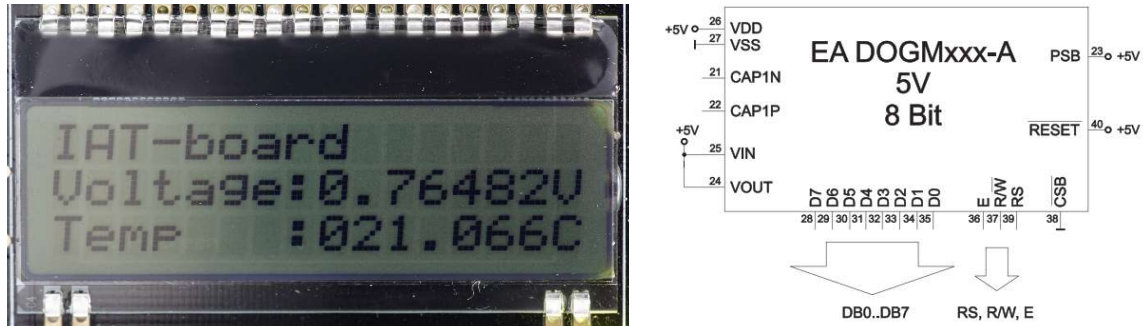 IAT-board
Voltage:0.76482V
Temp    :021.066C
EA DOGMxxx-A
5V
8 Bit
+5V 26 VDD
27 VSS
21 CAP1N
22 CAP1P
+5V
25 VIN
24 VOUT
PSB 23 +5V
RESET 40 +5V
D7 D6 D5 D4 D3 D2 D1 D0 E R/W RS CSB
28 29 30 31 32 33 34 35 36 37 39 38
DB0..DB7 RS, R/W, E